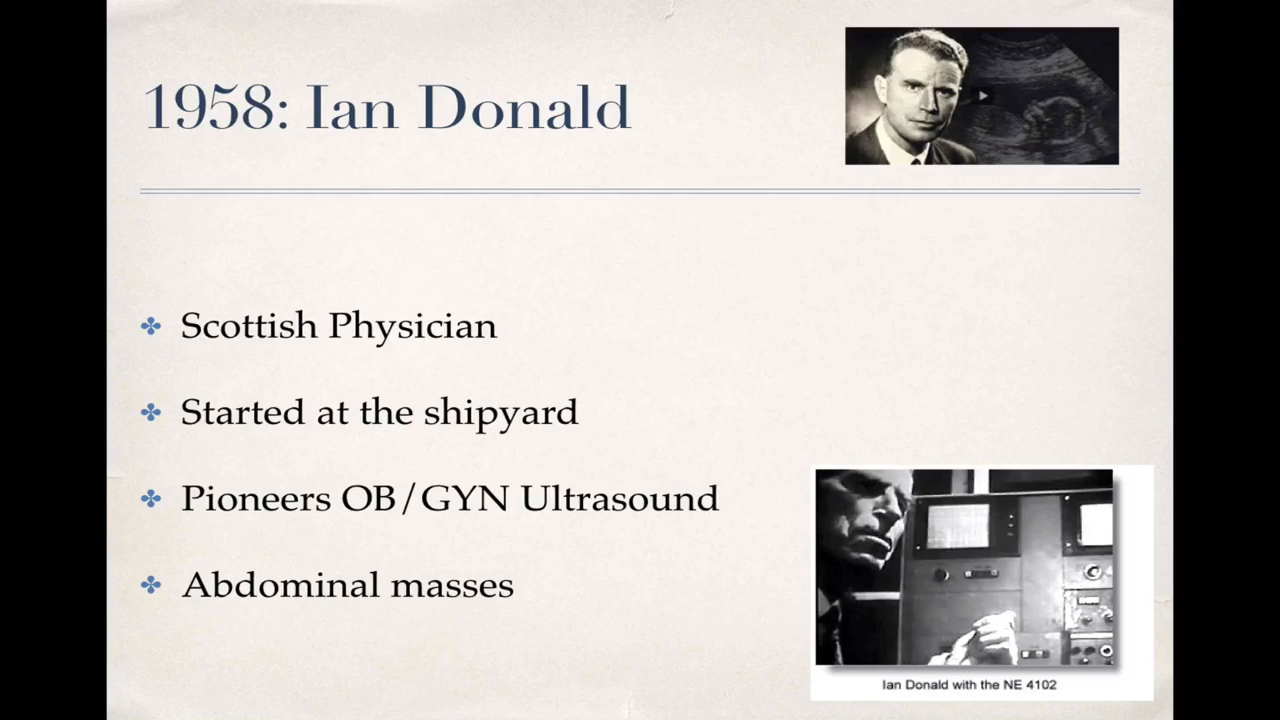 1958: Ian Donald
Scottish Physician
Started at the shipyard
Pioneers OB/GYN Ultrasound
Abdominal masses
Ian Donald with the NE 4102